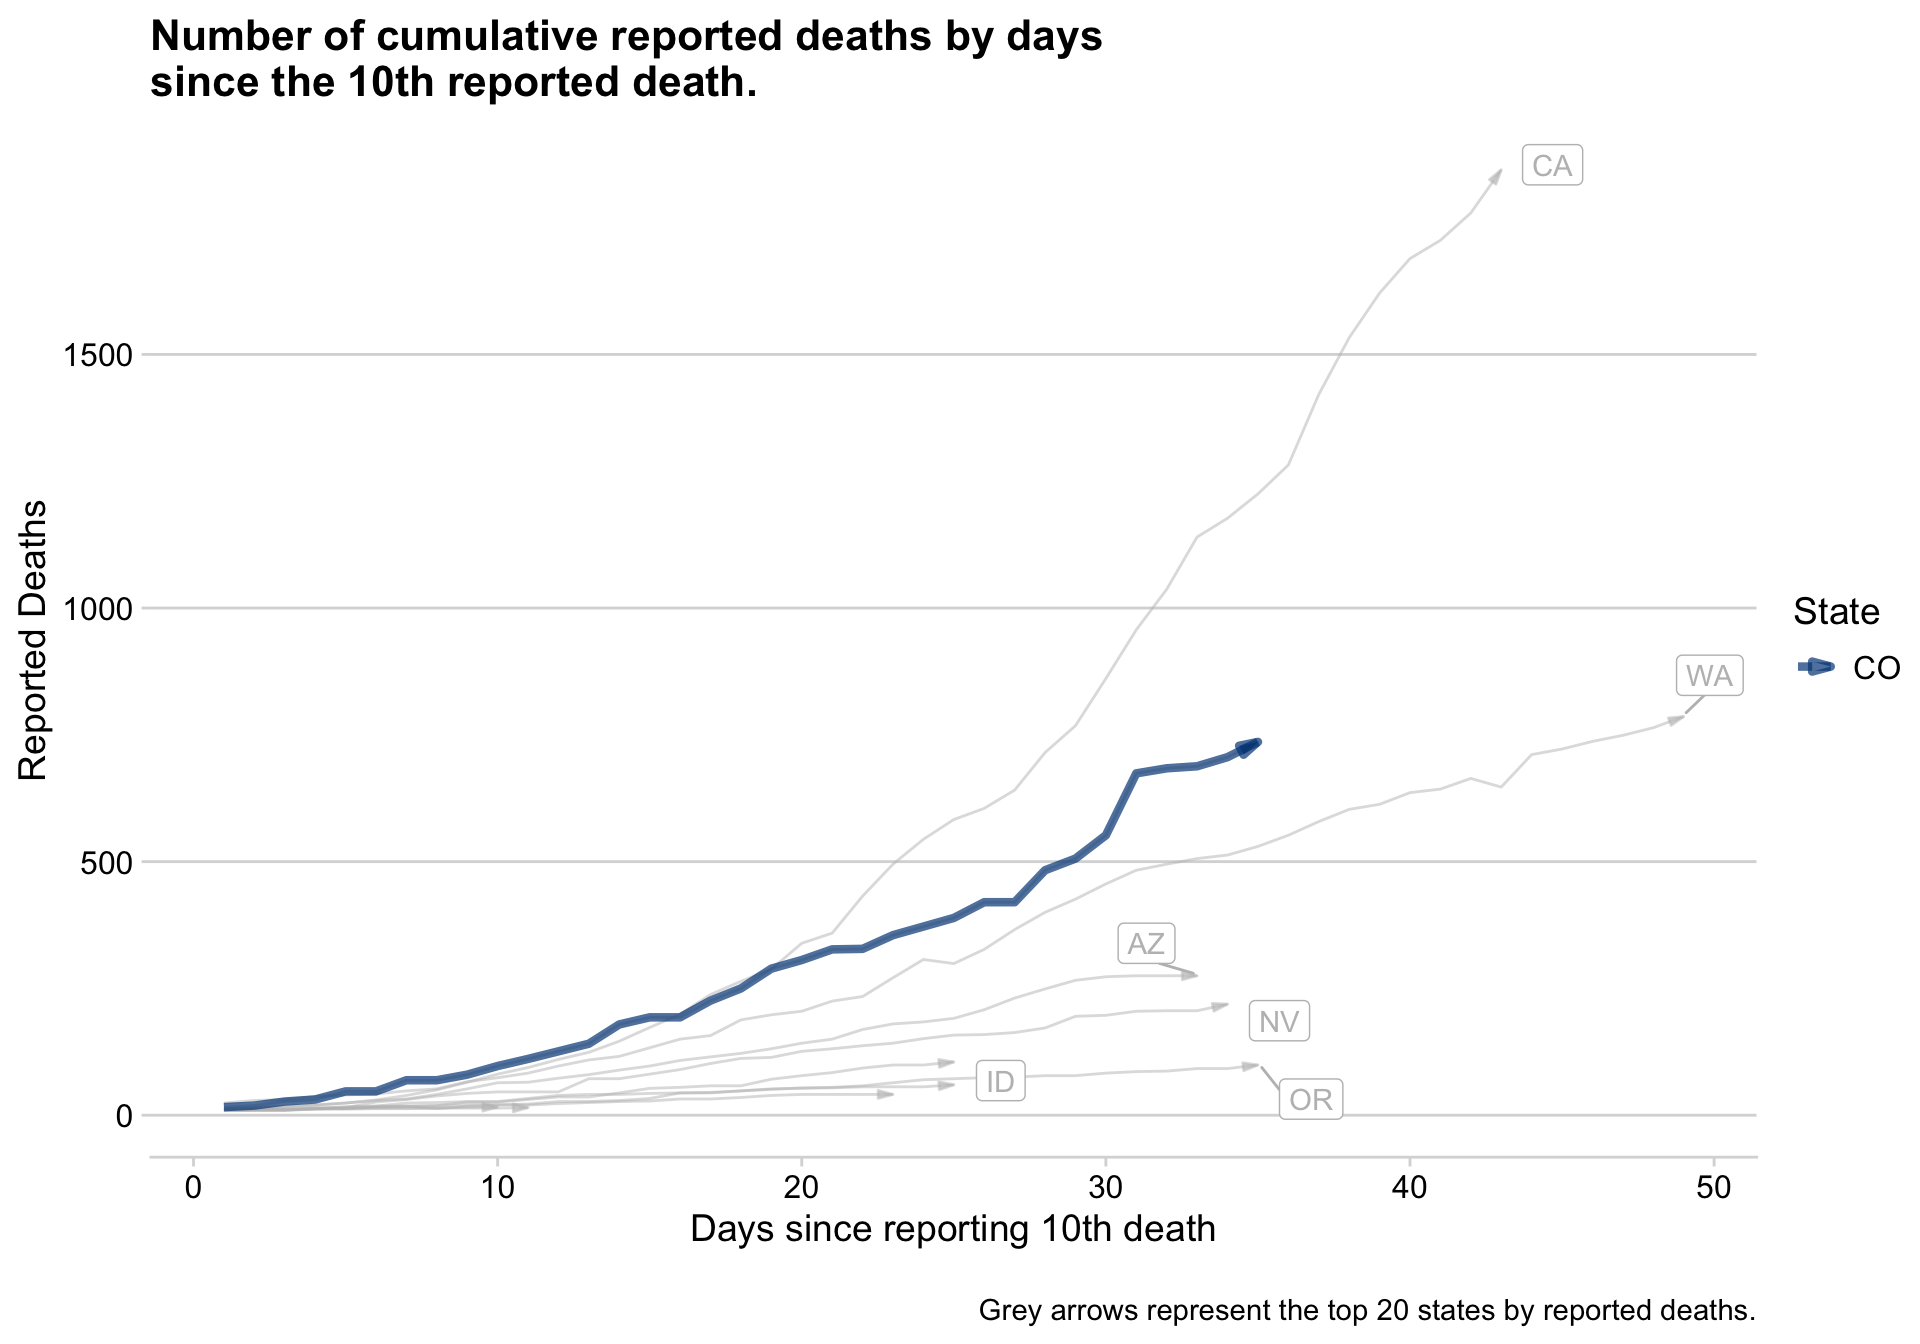 Number of cumulative reported deaths by days
since the 10th reported death.
CA
1500
Reported Deaths
1000
State
CO
WA
500
AZ
NV
ID
OR
0
0 10 20 30 40 50
Days since reporting 10th death
Grey arrows represent the top 20 states by reported deaths.